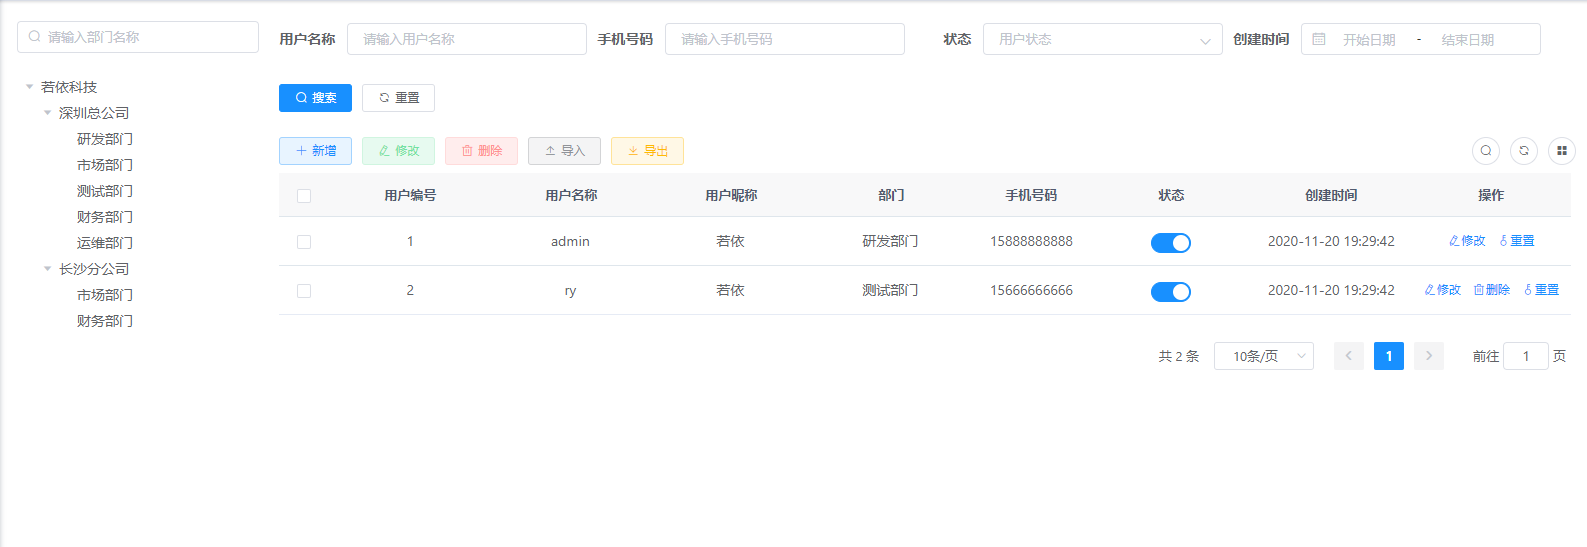 请输入部门名称
若依科技
深圳总公司
研发部门
市场部门
测试部门
财务部门
运维部门
长沙分公司
市场部门
财务部门
用户名称 请输入用户名称 手机号码 请输入手机号码 状态 用户状态 创建时间 开始日期 - 结束日期
搜索 重置
新增 修改 删除 导入 导出
用户编号 用户名称 用户昵称 部门 手机号码 状态 创建时间 操作
1 admin 若依 研发部门 15888888888 2020-11-20 19:29:42 修改 重置
2 ry 若依 测试部门 15666666666 2020-11-20 19:29:42 修改 删除 重置
共 2 条 10条/页 1 前往 1 页